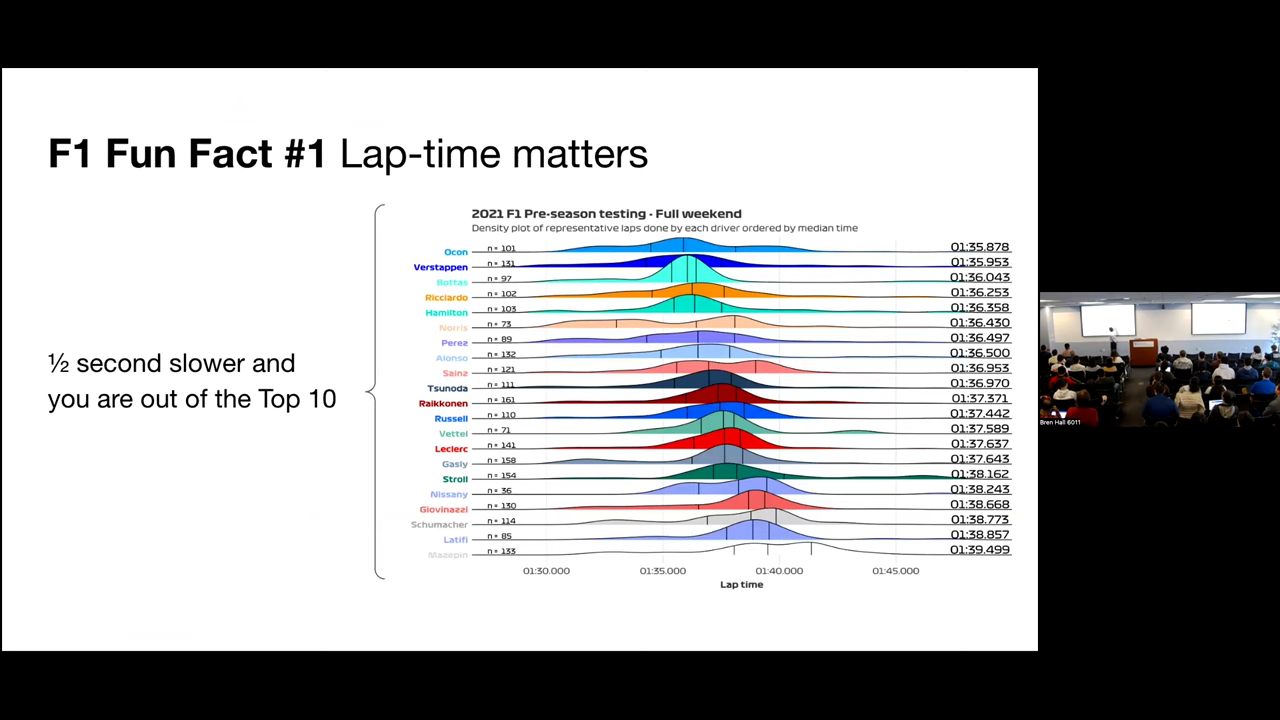 F1 Fun Fact #1 Lap-time matters
½ second slower and
you are out of the Top 10
2021 F1 Pre-season testing - Full weekend
Density plot of representative laps done by each driver ordered by median time
Ocon n = 101 01:35.878
Verstappen n = 131 01:35.953
Bottas n = 97 01:36.043
Ricciardo n = 102 01:36.253
Hamilton n = 103 01:36.358
Norris n = 73 01:36.430
Perez n = 89 01:36.497
Alonso n = 132 01:36.500
Sainz n = 121 01:36.953
Tsunoda n = 111 01:36.970
Raikkonen n = 161 01:37.371
Russell n = 110 01:37.442
Vettel n = 71 01:37.589
Leclerc n = 141 01:37.637
Gasly n = 158 01:37.643
Stroll n = 154 01:38.162
Nissany n = 36 01:38.243
Giovinazzi n = 130 01:38.668
Schumacher n = 114 01:38.773
Latifi n = 85 01:38.857
Mazepin n = 133 01:39.499
01:30.000 01:35.000 01:40.000 01:45.000
Lap time
Bren Hall 6011